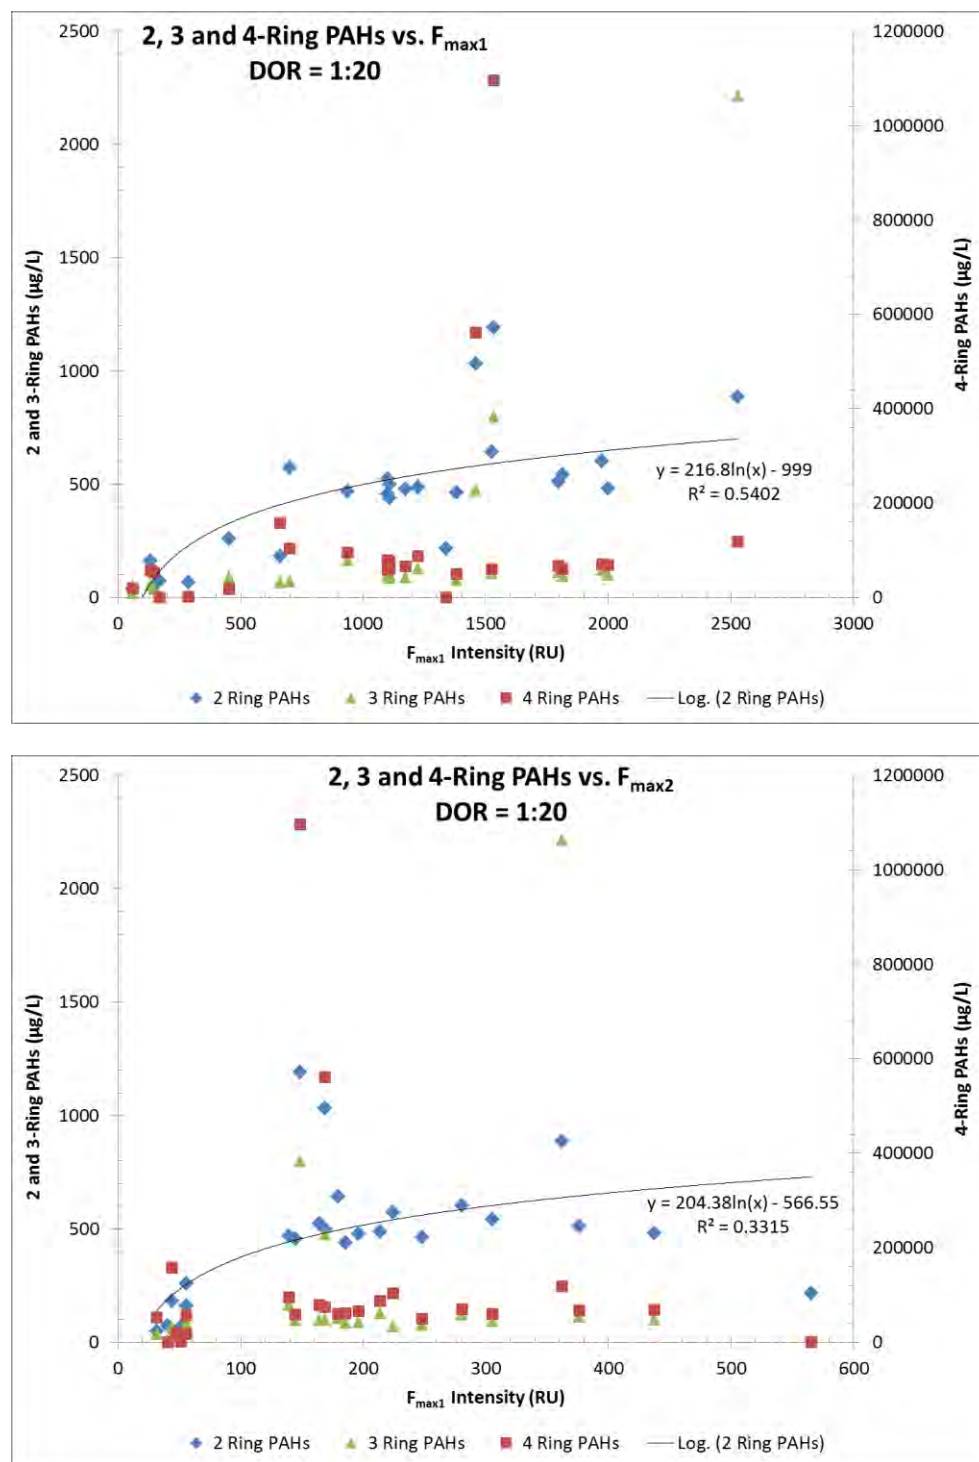 2, 3 and 4-Ring PAHs vs. Fmax1
DOR = 1:20
2500
2000
1500
1000
500
0
2 and 3-Ring PAHs (µg/L)
1200000
1000000
800000
600000
400000
200000
0
4-Ring PAHs (µg/L)
y = 216.8ln(x) - 999
R² = 0.5402
0 500 1000 1500 2000 2500 3000
Fmax1 Intensity (RU)
2 Ring PAHs 3 Ring PAHs 4 Ring PAHs Log. (2 Ring PAHs)
2, 3 and 4-Ring PAHs vs. Fmax2
DOR = 1:20
2500
2000
1500
1000
500
0
2 and 3-Ring PAHs (µg/L)
1200000
1000000
800000
600000
400000
200000
0
4-Ring PAHs (µg/L)
y = 204.38ln(x) - 566.55
R² = 0.3315
0 100 200 300 400 500 600
Fmax1 Intensity (RU)
2 Ring PAHs 3 Ring PAHs 4 Ring PAHs Log. (2 Ring PAHs)